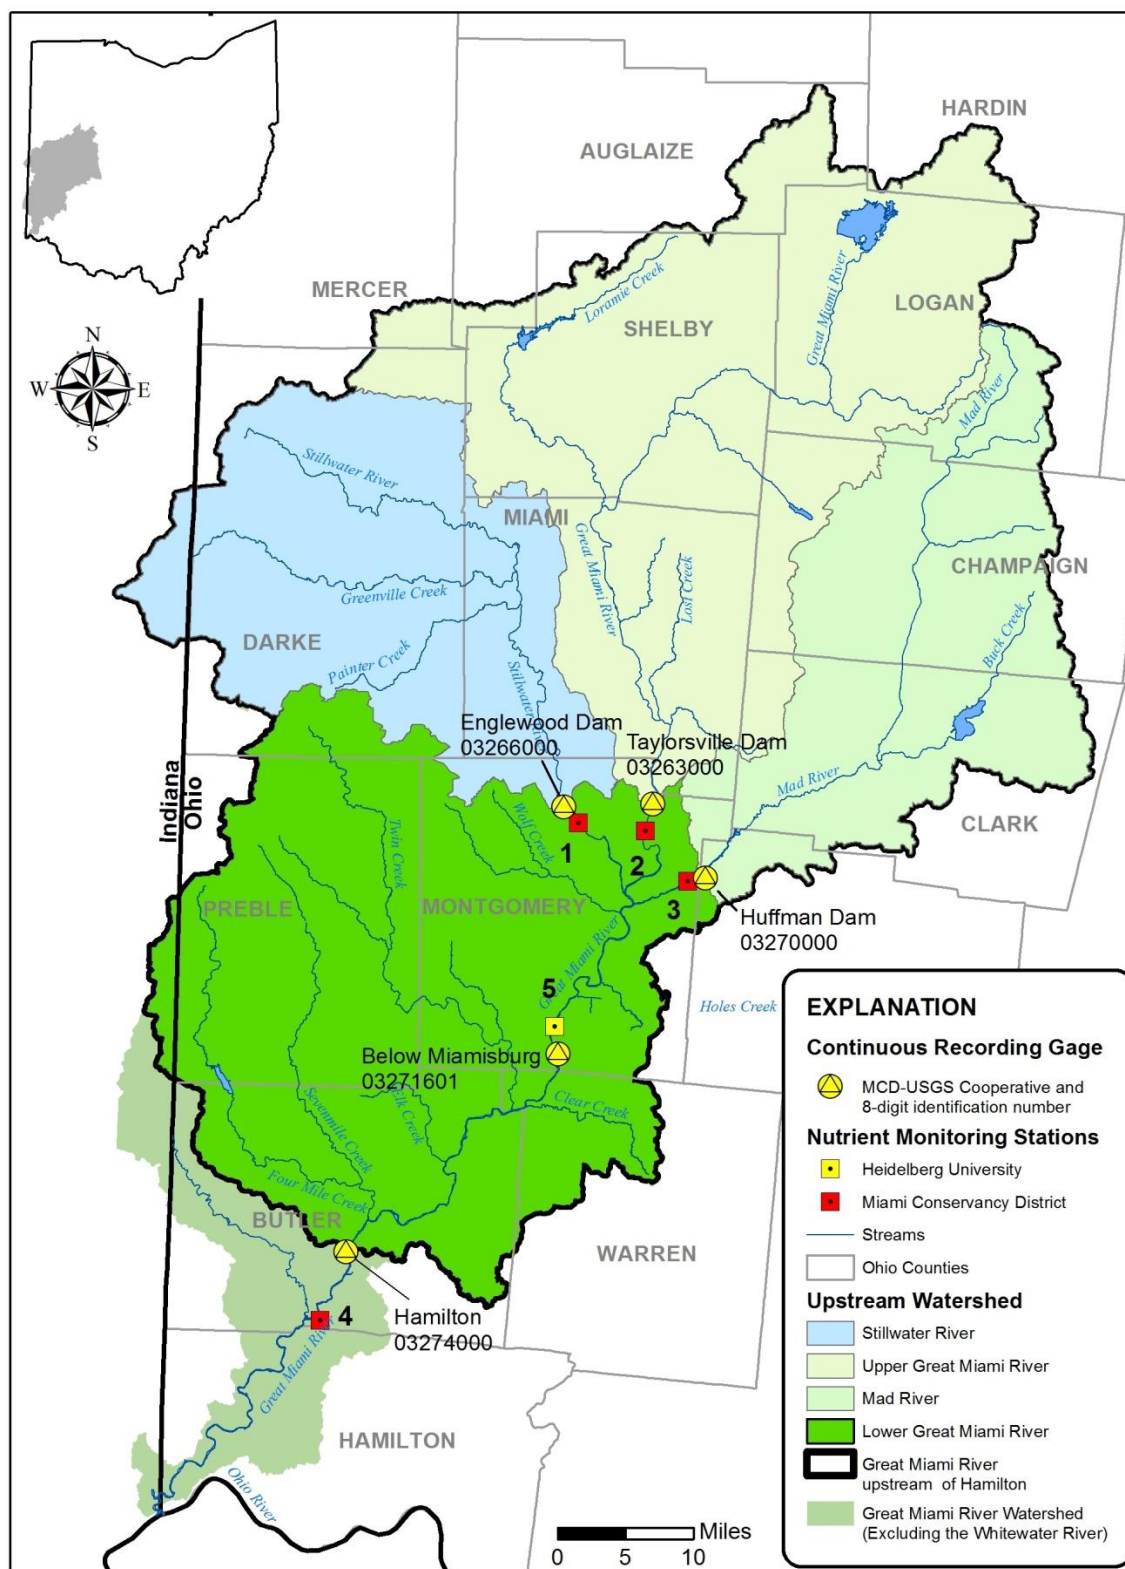 HARDIN
AUGLAIZE
MERCER
Loramie Creek
SHELBY
Great Miami River
LOGAN
N
W
E
S
Mad River
Stillwater River
MIAMI
Great Miami River
Lost Creek
CHAMPAIGN
Greenville Creek
Buck Creek
DARKE
Painter Creek
Stillwater River
Englewood Dam
03266000
Taylorsville Dam
03263000
Mad River
Indiana
Ohio
CLARK
Twin Creek
Wolf Creek
1
2
3
PREBLE
MONTGOMERY
Huffman Dam
03270000
Great Miami River
5
Holes Creek
Below Miamisburg
03271601
Sevenmile Creek
Elk Creek
Clear Creek
Four Mile Creek
BUTLER
WARREN
4
Hamilton
03274000
Great Miami River
HAMILTON
Ohio River
Miles
0 5 10
EXPLANATION
Continuous Recording Gage
MCD-USGS Cooperative and
8-digit identification number
Nutrient Monitoring Stations
Heidelberg University
Miami Conservancy District
Streams
Ohio Counties
Upstream Watershed
Stillwater River
Upper Great Miami River
Mad River
Lower Great Miami River
Great Miami River
upstream of Hamilton
Great Miami River Watershed
(Excluding the Whitewater River)